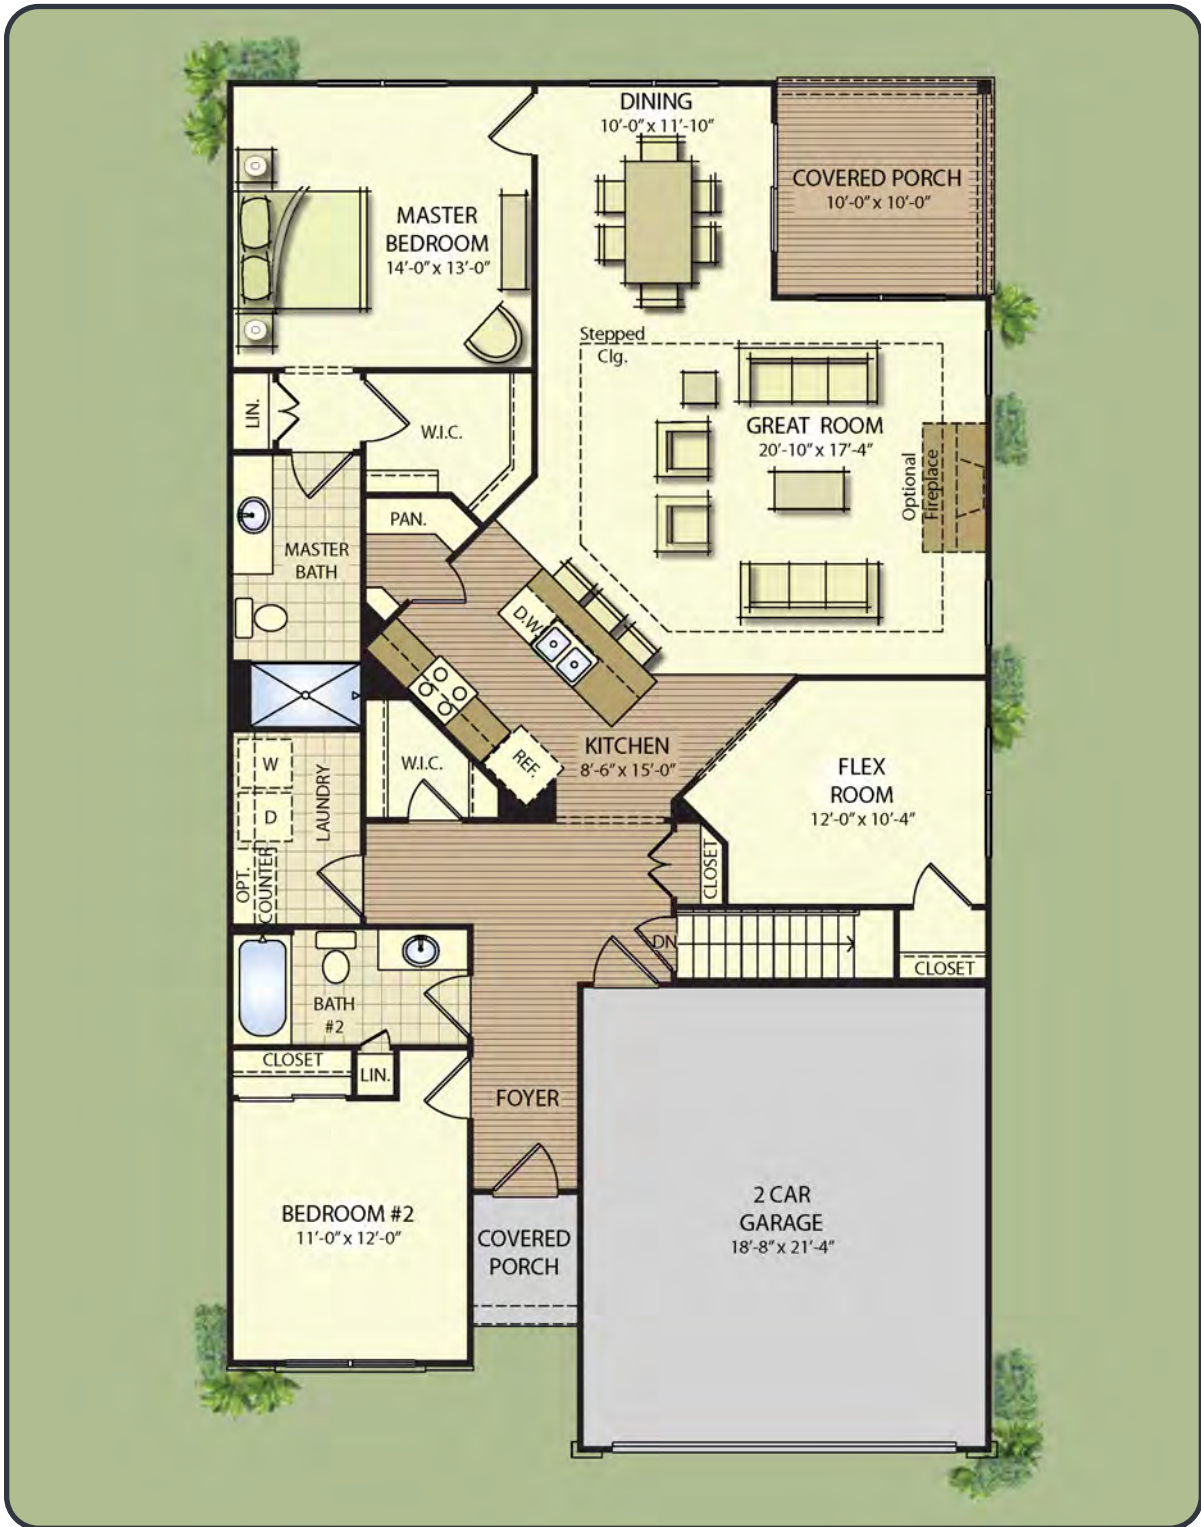 DINING
10'-0" x 11'-10"
COVERED PORCH
10'-0" x 10'-0"
MASTER
BEDROOM
14'-0" x 13'-0"
Stepped
Clg.
LIN.
W.I.C.
GREAT ROOM
20'-10" x 17'-4"
Optional
Fireplace
PAN.
MASTER
BATH
D.W.
KITCHEN
8'-6" x 15'-0"
REF.
W.I.C.
W
D
LAUNDRY
OPT.
COUNTER
FLEX
ROOM
12'-0" x 10'-4"
CLOSET
DN
CLOSET
BATH
#2
CLOSET
LIN.
FOYER
BEDROOM #2
11'-0" x 12'-0"
COVERED
PORCH
2 CAR
GARAGE
18'-8" x 21'-4"